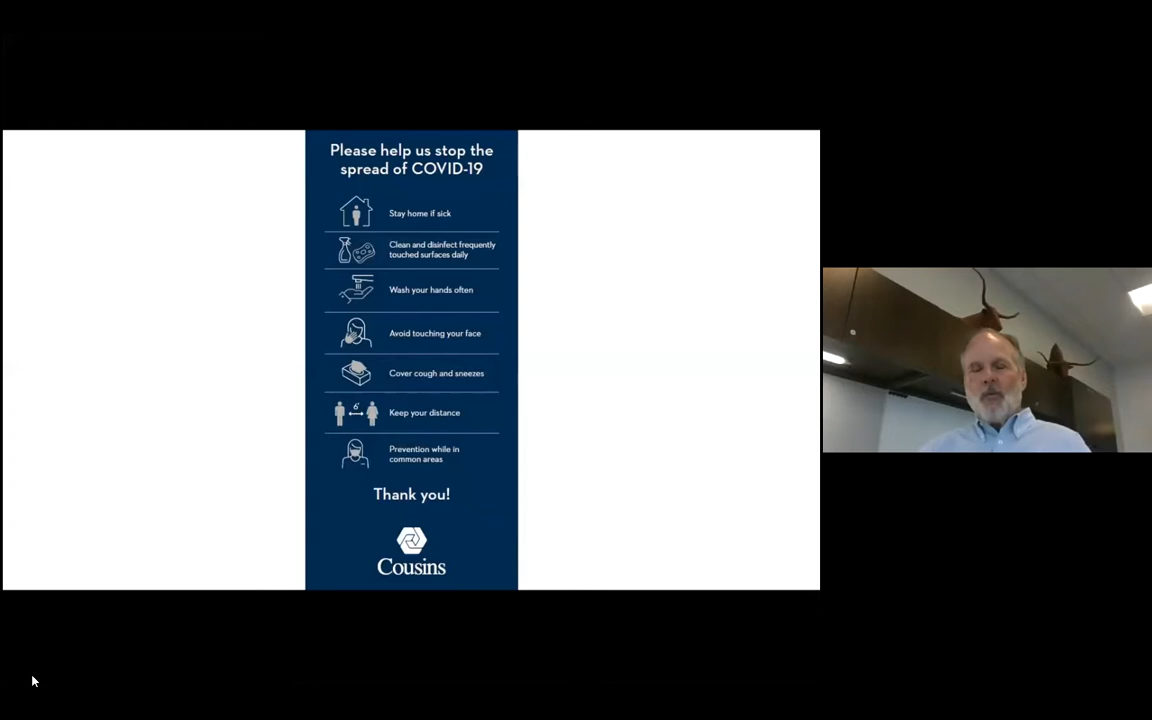 Please help us stop the
spread of COVID-19
Stay home if sick
Clean and disinfect frequently
touched surfaces daily
Wash your hands often
Avoid touching your face
Cover cough and sneezes
6'
Keep your distance
Prevention while in
common areas
Thank you!
Cousins